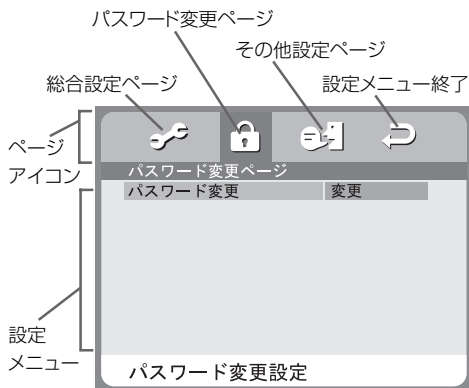 パスワード変更ページ
その他設定ページ
総合設定ページ
設定メニュー終了
ページ
アイコン
パスワード変更ページ
パスワード変更 変更
設定
メニュー
パスワード変更設定